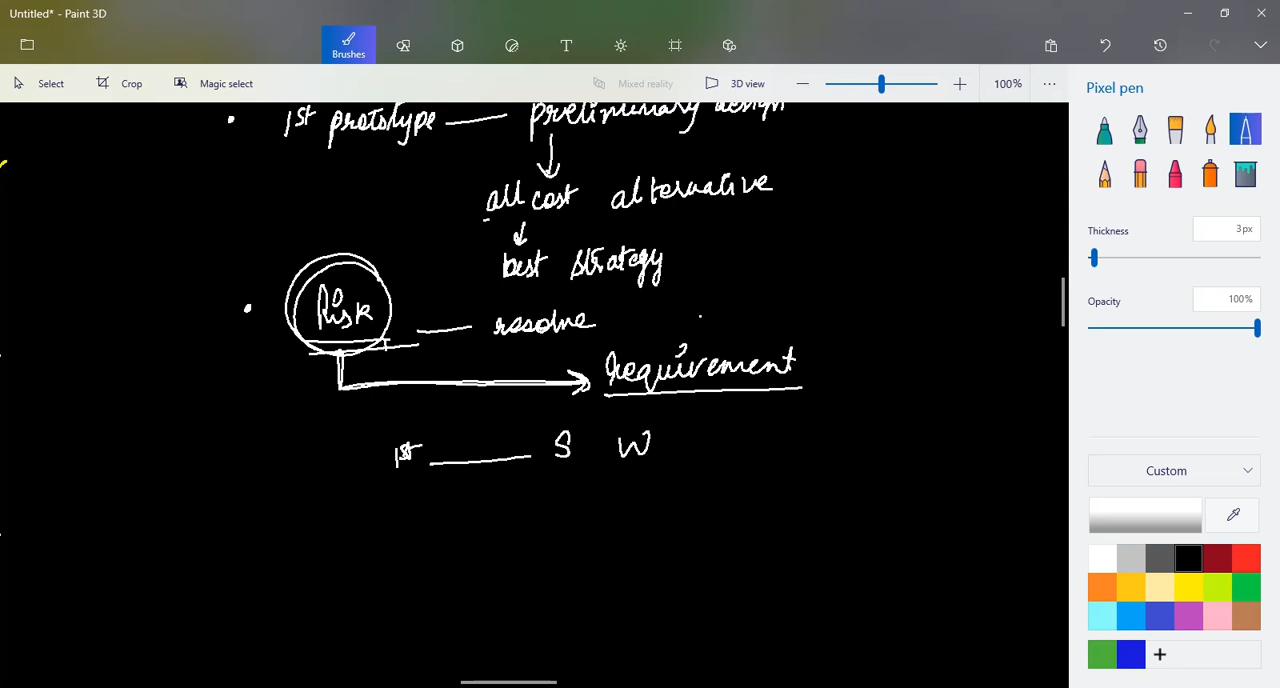 Untitled* - Paint 3D
Brushes
Select Crop Magic select Mixed reality 3D view 100%
Pixel pen
Thickness 3px
Opacity 100%
Custom
1st prototype — preliminary design
all cost alternative
best strategy
Risk — resolve
Requirement
1st — S W